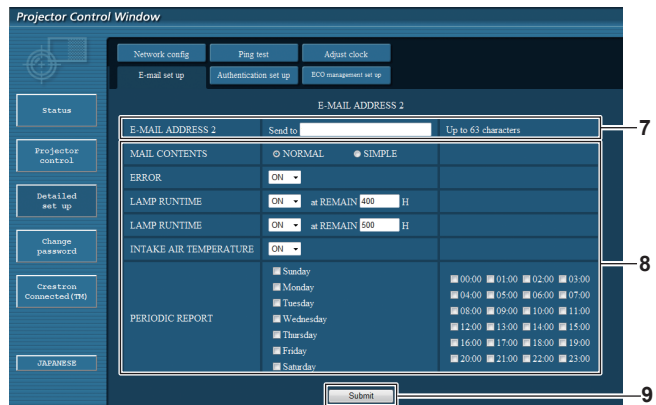 Projector Control Window
Network config Ping test Adjust clock
E-mail set up Authentication set up ECO management set up
Status
Projector control
Detailed set up
Change password
Crestron Connected(TM)
JAPANESE
E-MAIL ADDRESS 2
E-MAIL ADDRESS 2 Send to Up to 63 characters 7
MAIL CONTENTS NORMAL SIMPLE
ERROR ON
LAMP RUNTIME ON at REMAIN 400 H
LAMP RUNTIME ON at REMAIN 500 H
INTAKE AIR TEMPERATURE ON
8
PERIODIC REPORT
Sunday
Monday
Tuesday
Wednesday
Thursday
Friday
Saturday
00:00 01:00 02:00 03:00
04:00 05:00 06:00 07:00
08:00 09:00 10:00 11:00
12:00 13:00 14:00 15:00
16:00 17:00 18:00 19:00
20:00 21:00 22:00 23:00
Submit 9